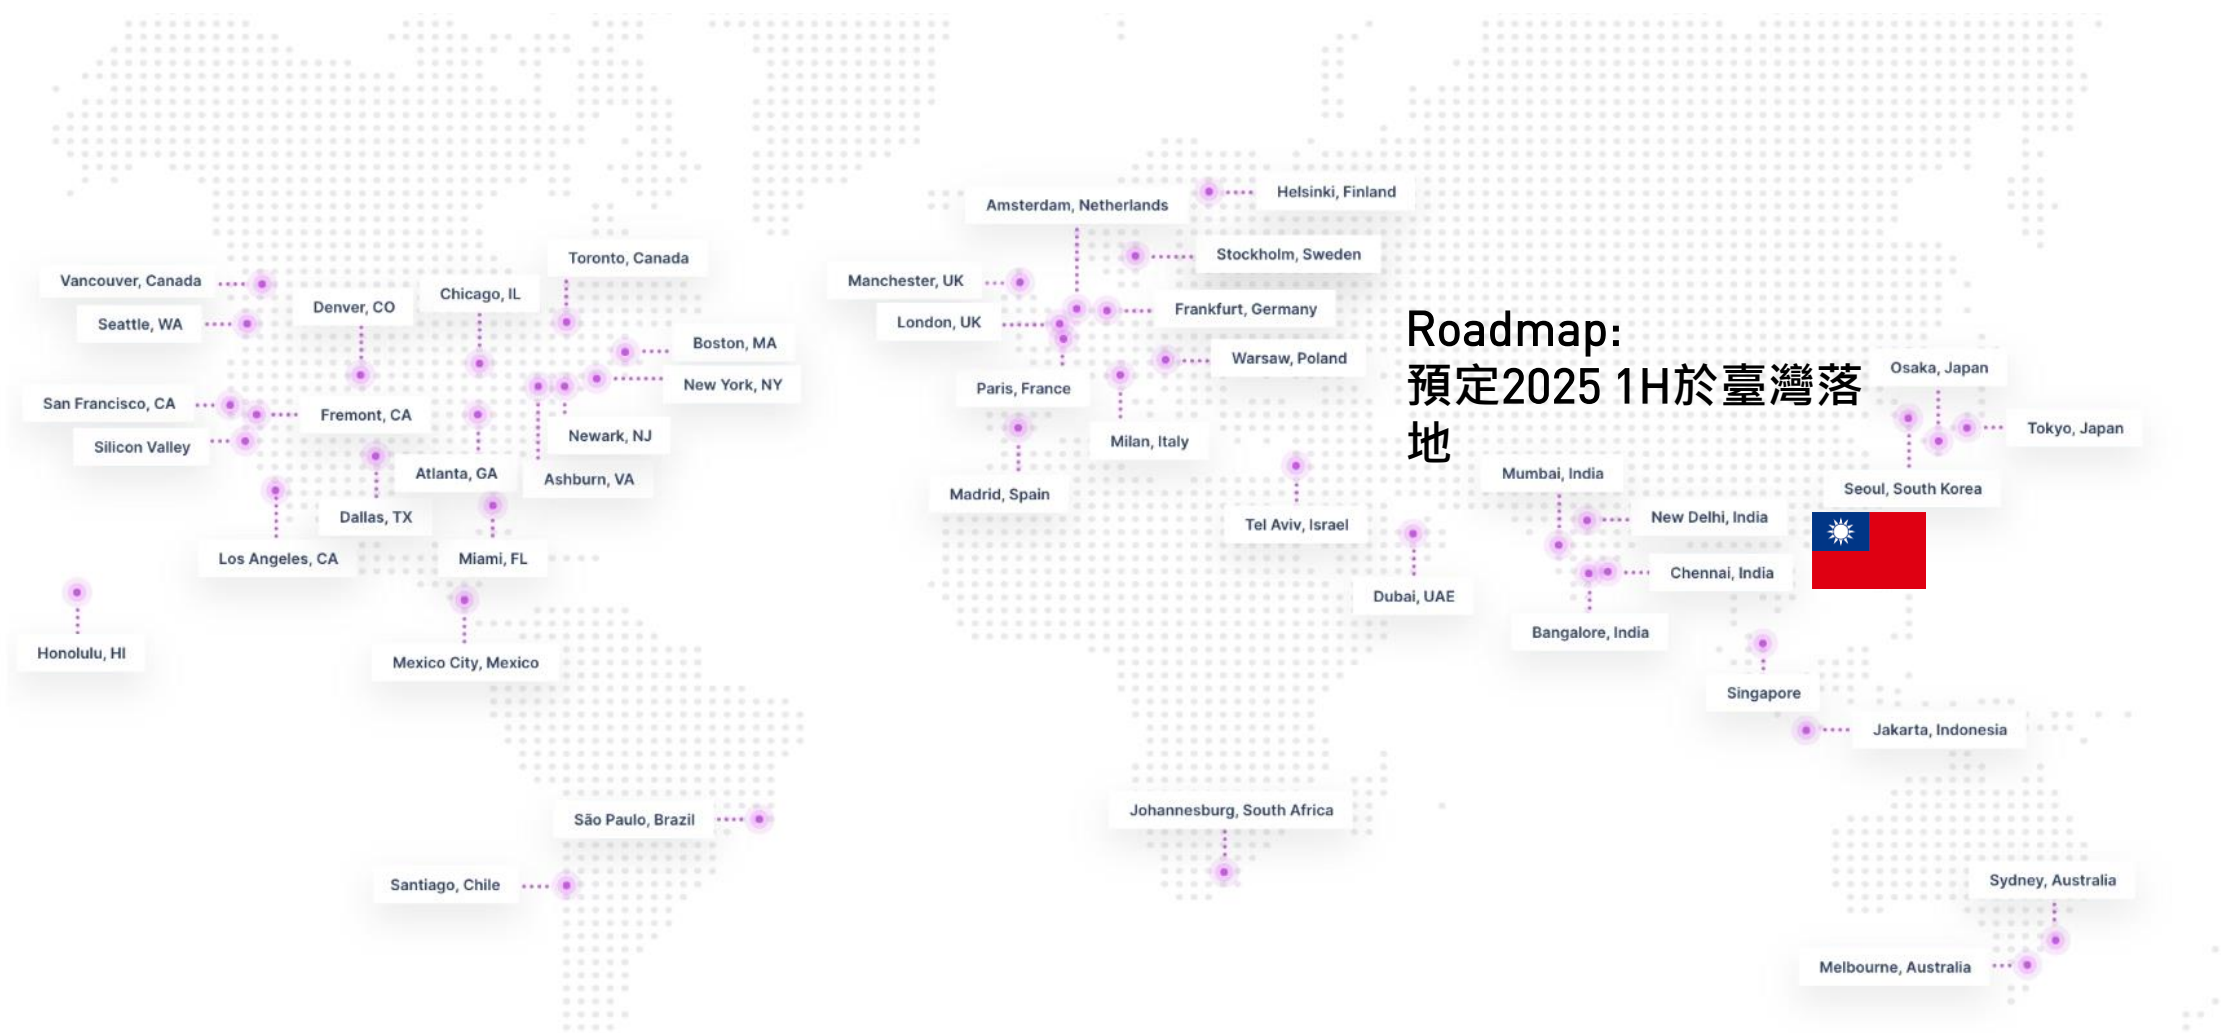 Helsinki, Finland
Amsterdam, Netherlands
Stockholm, Sweden
Toronto, Canada
Vancouver, Canada
Manchester, UK
Chicago, IL
Denver, CO
Frankfurt, Germany
London, UK
Seattle, WA
Roadmap:
預定2025 1H於臺灣落
地
Boston, MA
Warsaw, Poland
Osaka, Japan
New York, NY
Paris, France
San Francisco, CA
Fremont, CA
Tokyo, Japan
Newark, NJ
Milan, Italy
Silicon Valley
Atlanta, GA
Mumbai, India
Ashburn, VA
Seoul, South Korea
Madrid, Spain
Dallas, TX
New Delhi, India
Tel Aviv, Israel
Los Angeles, CA
Miami, FL
Chennai, India
Dubai, UAE
Bangalore, India
Honolulu, HI
Mexico City, Mexico
Singapore
Jakarta, Indonesia
Johannesburg, South Africa
São Paulo, Brazil
Sydney, Australia
Santiago, Chile
Melbourne, Australia